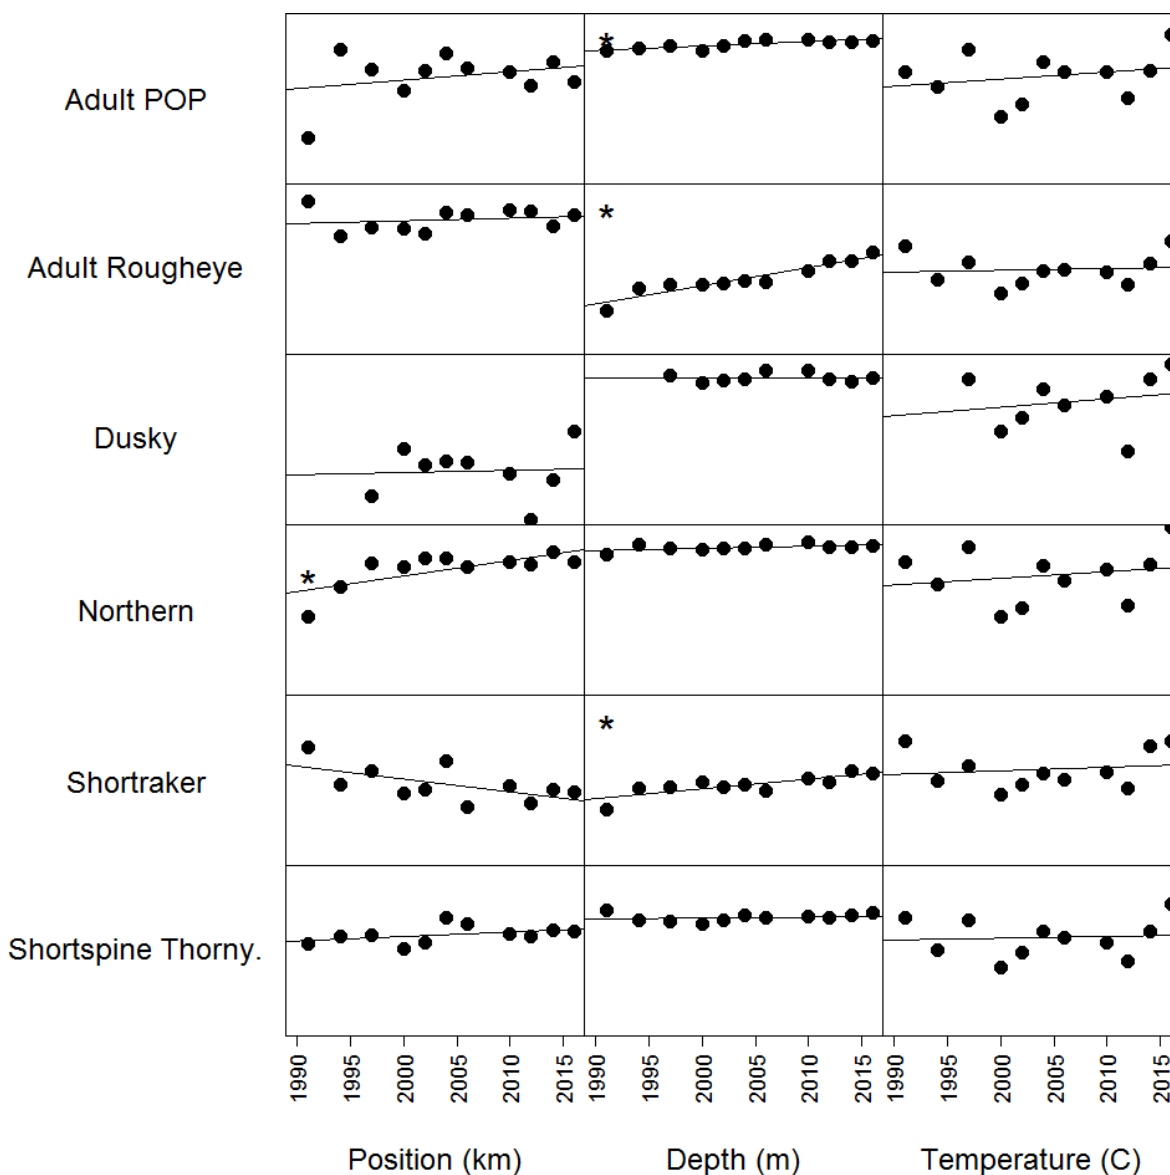 Adult POP
*
Adult Rougheye
*
Dusky
Northern
*
Shortraker
*
Shortspine Thorny.
1990 1995 2000 2005 2010 2015 1990 1995 2000 2005 2010 2015 1990 1995 2000 2005 2010 2015
Position (km) Depth (m) Temperature (C)